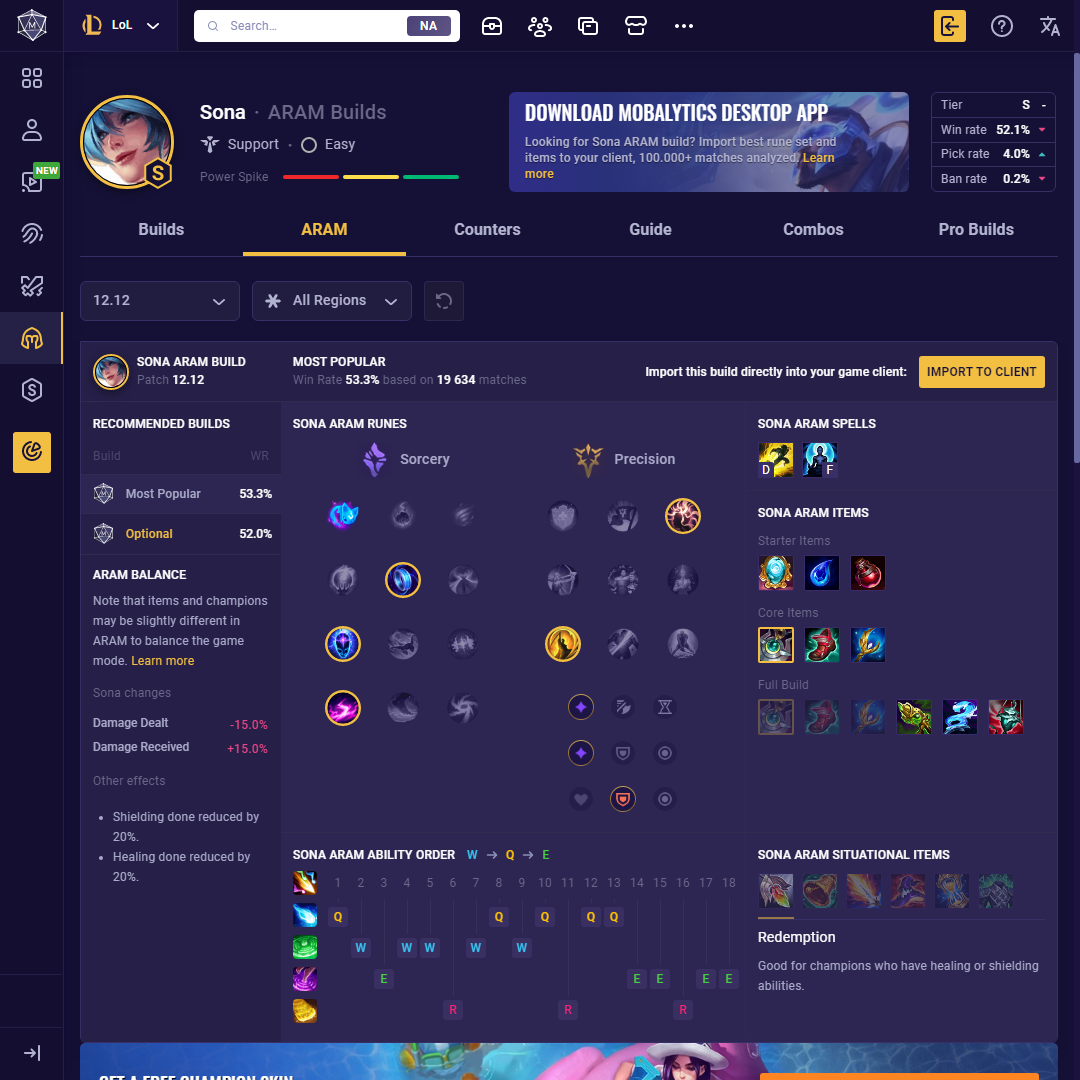 LoL
Search...
NA
NEW
Sona · ARAM Builds
Support · Easy
Power Spike
S
DOWNLOAD MOBALYTICS DESKTOP APP
Looking for Sona ARAM build? Import best rune set and
items to your client, 100.000+ matches analyzed. Learn
more
Tier S -
Win rate 52.1%
Pick rate 4.0%
Ban rate 0.2%
Builds ARAM Counters Guide Combos Pro Builds
12.12
All Regions
SONA ARAM BUILD
Patch 12.12
MOST POPULAR
Win Rate 53.3% based on 19 634 matches
Import this build directly into your game client:
IMPORT TO CLIENT
RECOMMENDED BUILDS
Build WR
Most Popular 53.3%
Optional 52.0%
ARAM BALANCE
Note that items and champions
may be slightly different in
ARAM to balance the game
mode. Learn more
Sona changes
Damage Dealt -15.0%
Damage Received +15.0%
Other effects
• Shielding done reduced by
20%.
• Healing done reduced by
20%.
SONA ARAM RUNES
Sorcery
Precision
SONA ARAM SPELLS
D F
SONA ARAM ITEMS
Starter Items
Core Items
Full Build
SONA ARAM ABILITY ORDER W → Q → E
1 2 3 4 5 6 7 8 9 10 11 12 13 14 15 16 17 18
Q Q Q Q Q
W W W W W
E E E E E
R R R
SONA ARAM SITUATIONAL ITEMS
Redemption
Good for champions who have healing or shielding
abilities.
GET A FREE CHAMPION SKIN